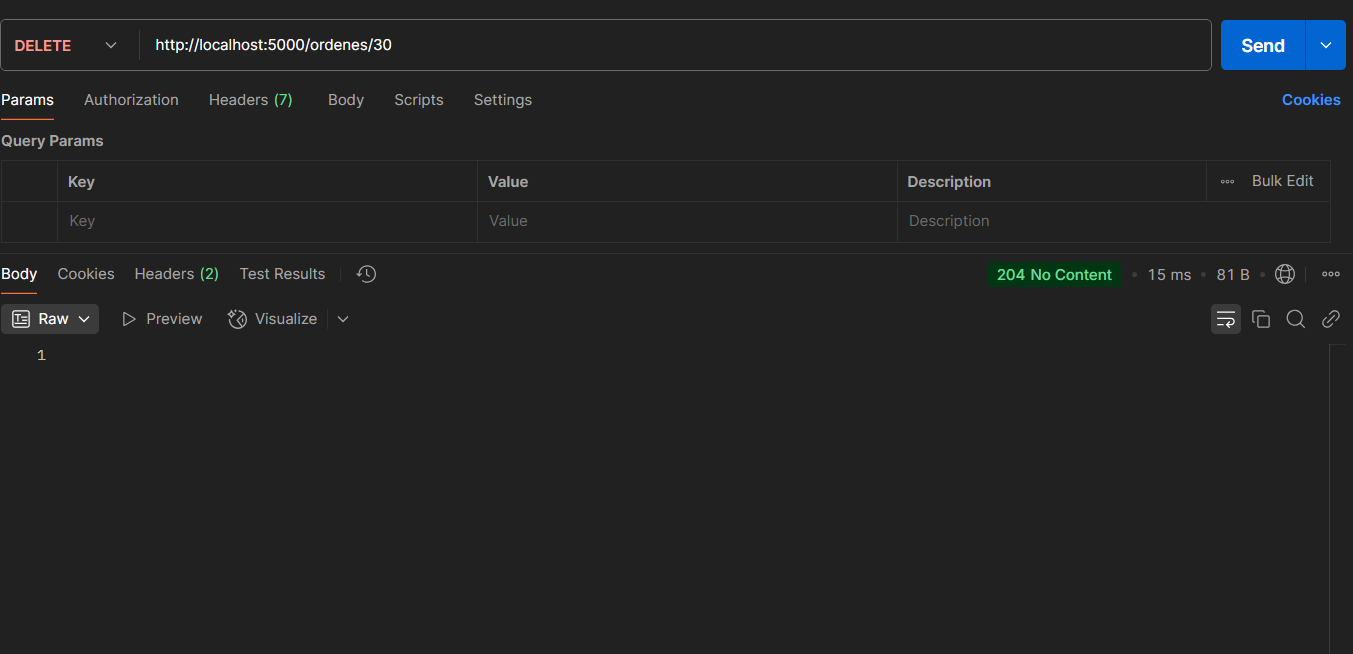 DELETE http://localhost:5000/ordenes/30 Send
Params Authorization Headers (7) Body Scripts Settings Cookies
Query Params
Key Value Description Bulk Edit
Key Value Description
Body Cookies Headers (2) Test Results 204 No Content • 15 ms • 81 B •
Raw Preview Visualize
1